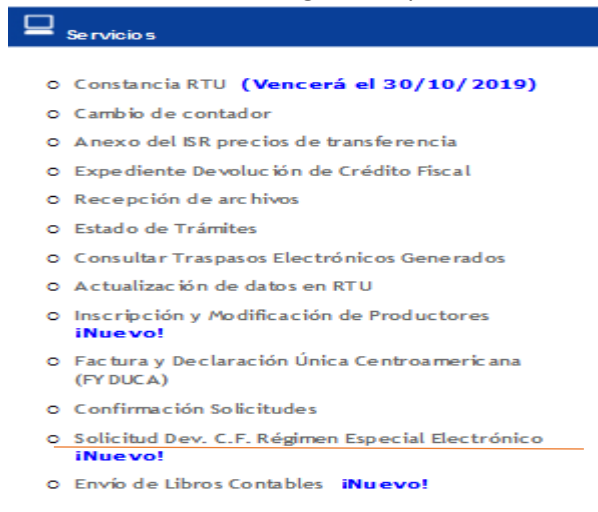 Servicios
Constancia RTU (Vencerá el 30/10/2019)
Cambio de contador
Anexo del ISR precios de transferencia
Expediente Devolución de Crédito Fiscal
Recepción de archivos
Estado de Trámites
Consultar Traspasos Electrónicos Generados
Actualización de datos en RTU
Inscripción y Modificación de Productores
¡Nuevo!
Factura y Declaración Única Centroamericana
(FYDUCA)
Confirmación Solicitudes
Solicitud Dev. C.F. Régimen Especial Electrónico
¡Nuevo!
Envío de Libros Contables ¡Nuevo!